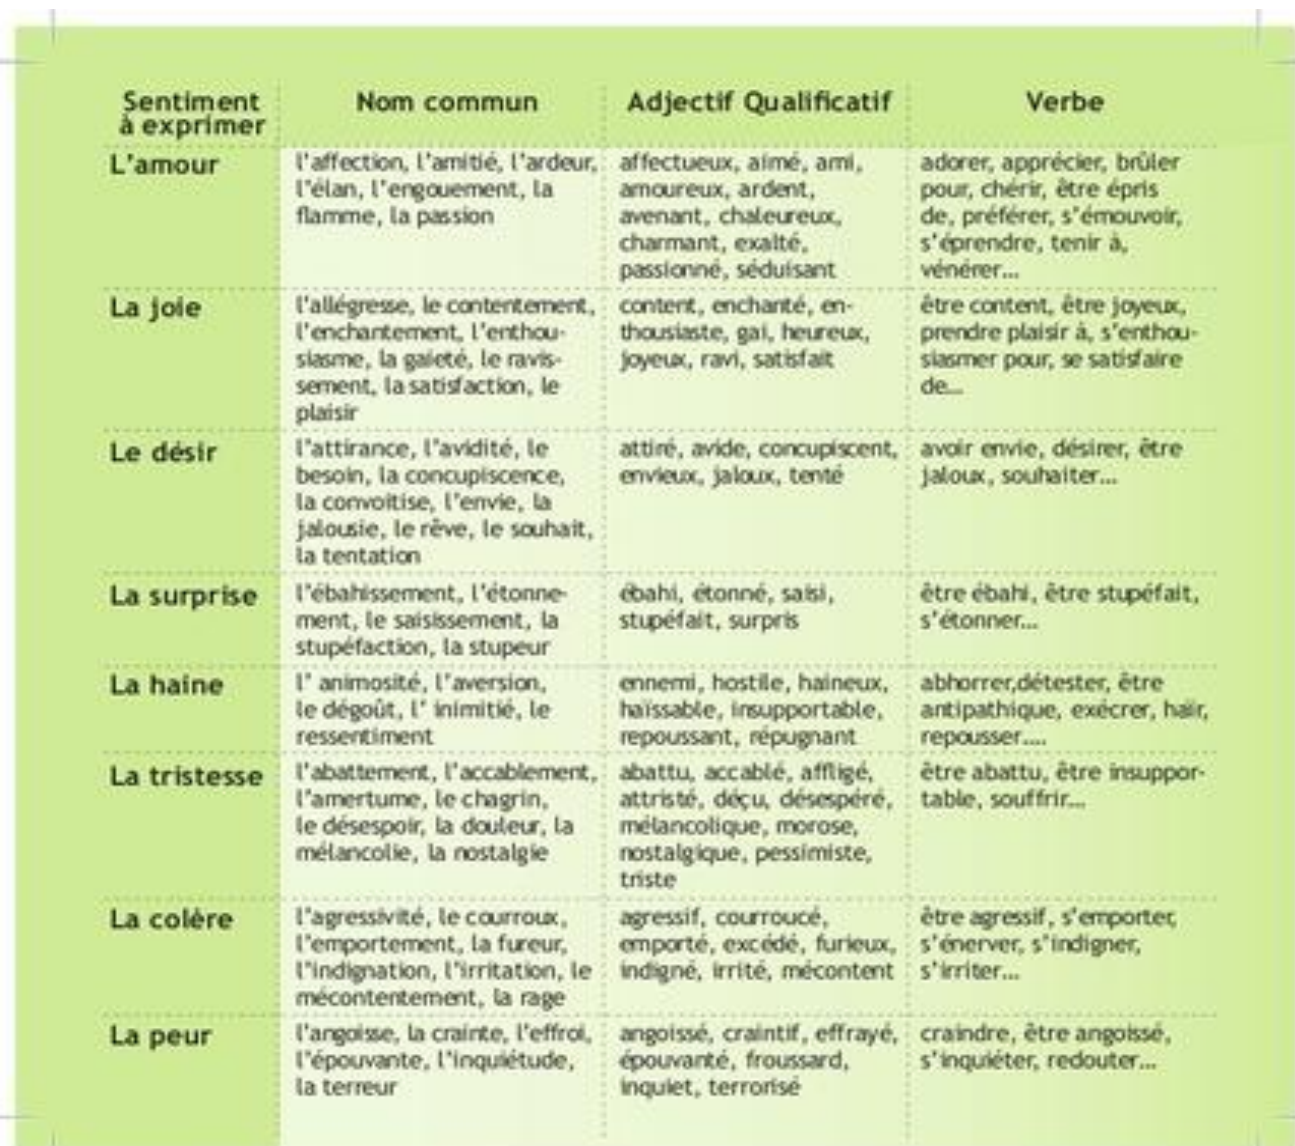 Sentiment à exprimer
Nom commun
Adjectif Qualificatif
Verbe
L'amour
l'affection, l'amitié, l'ardeur,
l'élan, l'engouement, la
flamme, la passion
affectueux, aimé, ami,
amoureux, ardent,
avenant, chaleureux,
charmant, exalté,
passionné, séduisant
adorer, apprécier, brûler
pour, chérir, être épris
de, préférer, s'émouvoir,
s'éprendre, tenir à,
vénérer...
La joie
l'allégresse, le contentement,
l'enchantement, l'enthou-
siasme, la gaieté, le ravis-
sement, la satisfaction, le
plaisir
content, enchanté, en-
thousiaste, gai, heureux,
joyeux, ravi, satisfait
être content, être joyeux,
prendre plaisir à, s'enthou-
siasmer pour, se satisfaire
de...
Le désir
l'attirance, l'avidité, le
besoin, la concupiscence,
la convoitise, l'envie, la
jalousie, le rêve, le souhait,
la tentation
attiré, avide, concupiscent,
envieux, jaloux, tenté
avoir envie, désirer, être
jaloux, souhaiter...
La surprise
l'ébahissement, l'étonne-
ment, le saisissement, la
stupéfaction, la stupeur
ébahi, étonné, saisi,
stupéfait, surpris
être ébahi, être stupéfait,
s'étonner...
La haine
l' animosité, l'aversion,
le dégoût, l' inimitié, le
ressentiment
ennemi, hostile, haineux,
haïssable, insupportable,
repoussant, répugnant
abhorrer,détester, être
antipathique, exécrer, haïr,
repousser....
La tristesse
l'abattement, l'accablement,
l'amertume, le chagrin,
le désespoir, la douleur, la
mélancolie, la nostalgie
abattu, accablé, affligé,
attristé, déçu, désespéré,
mélancolique, morose,
nostalgique, pessimiste,
triste
être abattu, être insuppor-
table, souffrir...
La colère
l'agressivité, le courroux,
l'emportement, la fureur,
l'indignation, l'irritation, le
mécontentement, la rage
agressif, courroucé,
emporté, excédé, furieux,
indigné, irrité, mécontent
être agressif, s'emporter,
s'énerver, s'indigner,
s'irriter...
La peur
l'angoisse, la crainte, l'effroi,
l'épouvante, l'inquiétude,
la terreur
angoissé, craintif, effrayé,
épouvanté, froussard,
inquiet, terrorisé
craindre, être angoissé,
s'inquiéter, redouter...